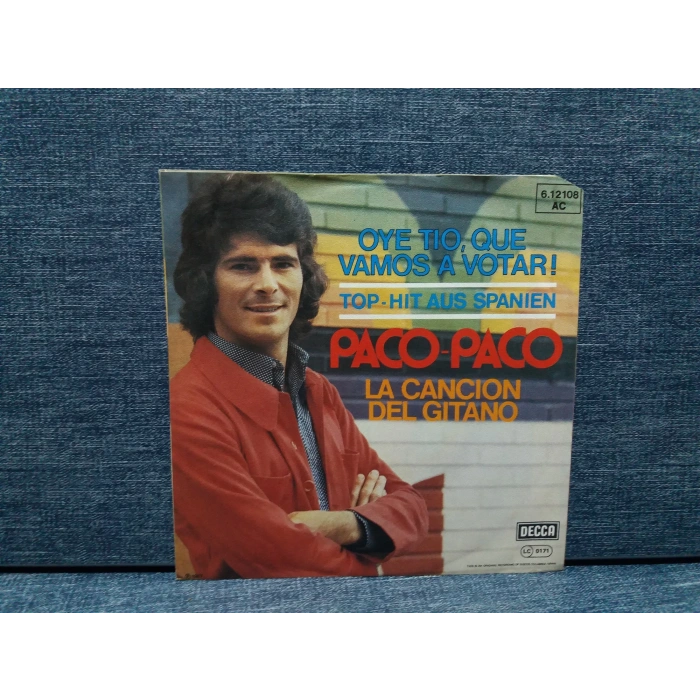 6.12108
AC
OYE TIO, QUE
VAMOS A VOTAR!
TOP-HIT AUS SPANIEN
PACO-PACO
LA CANCION
DEL GITANO
DECCA
LC 0171